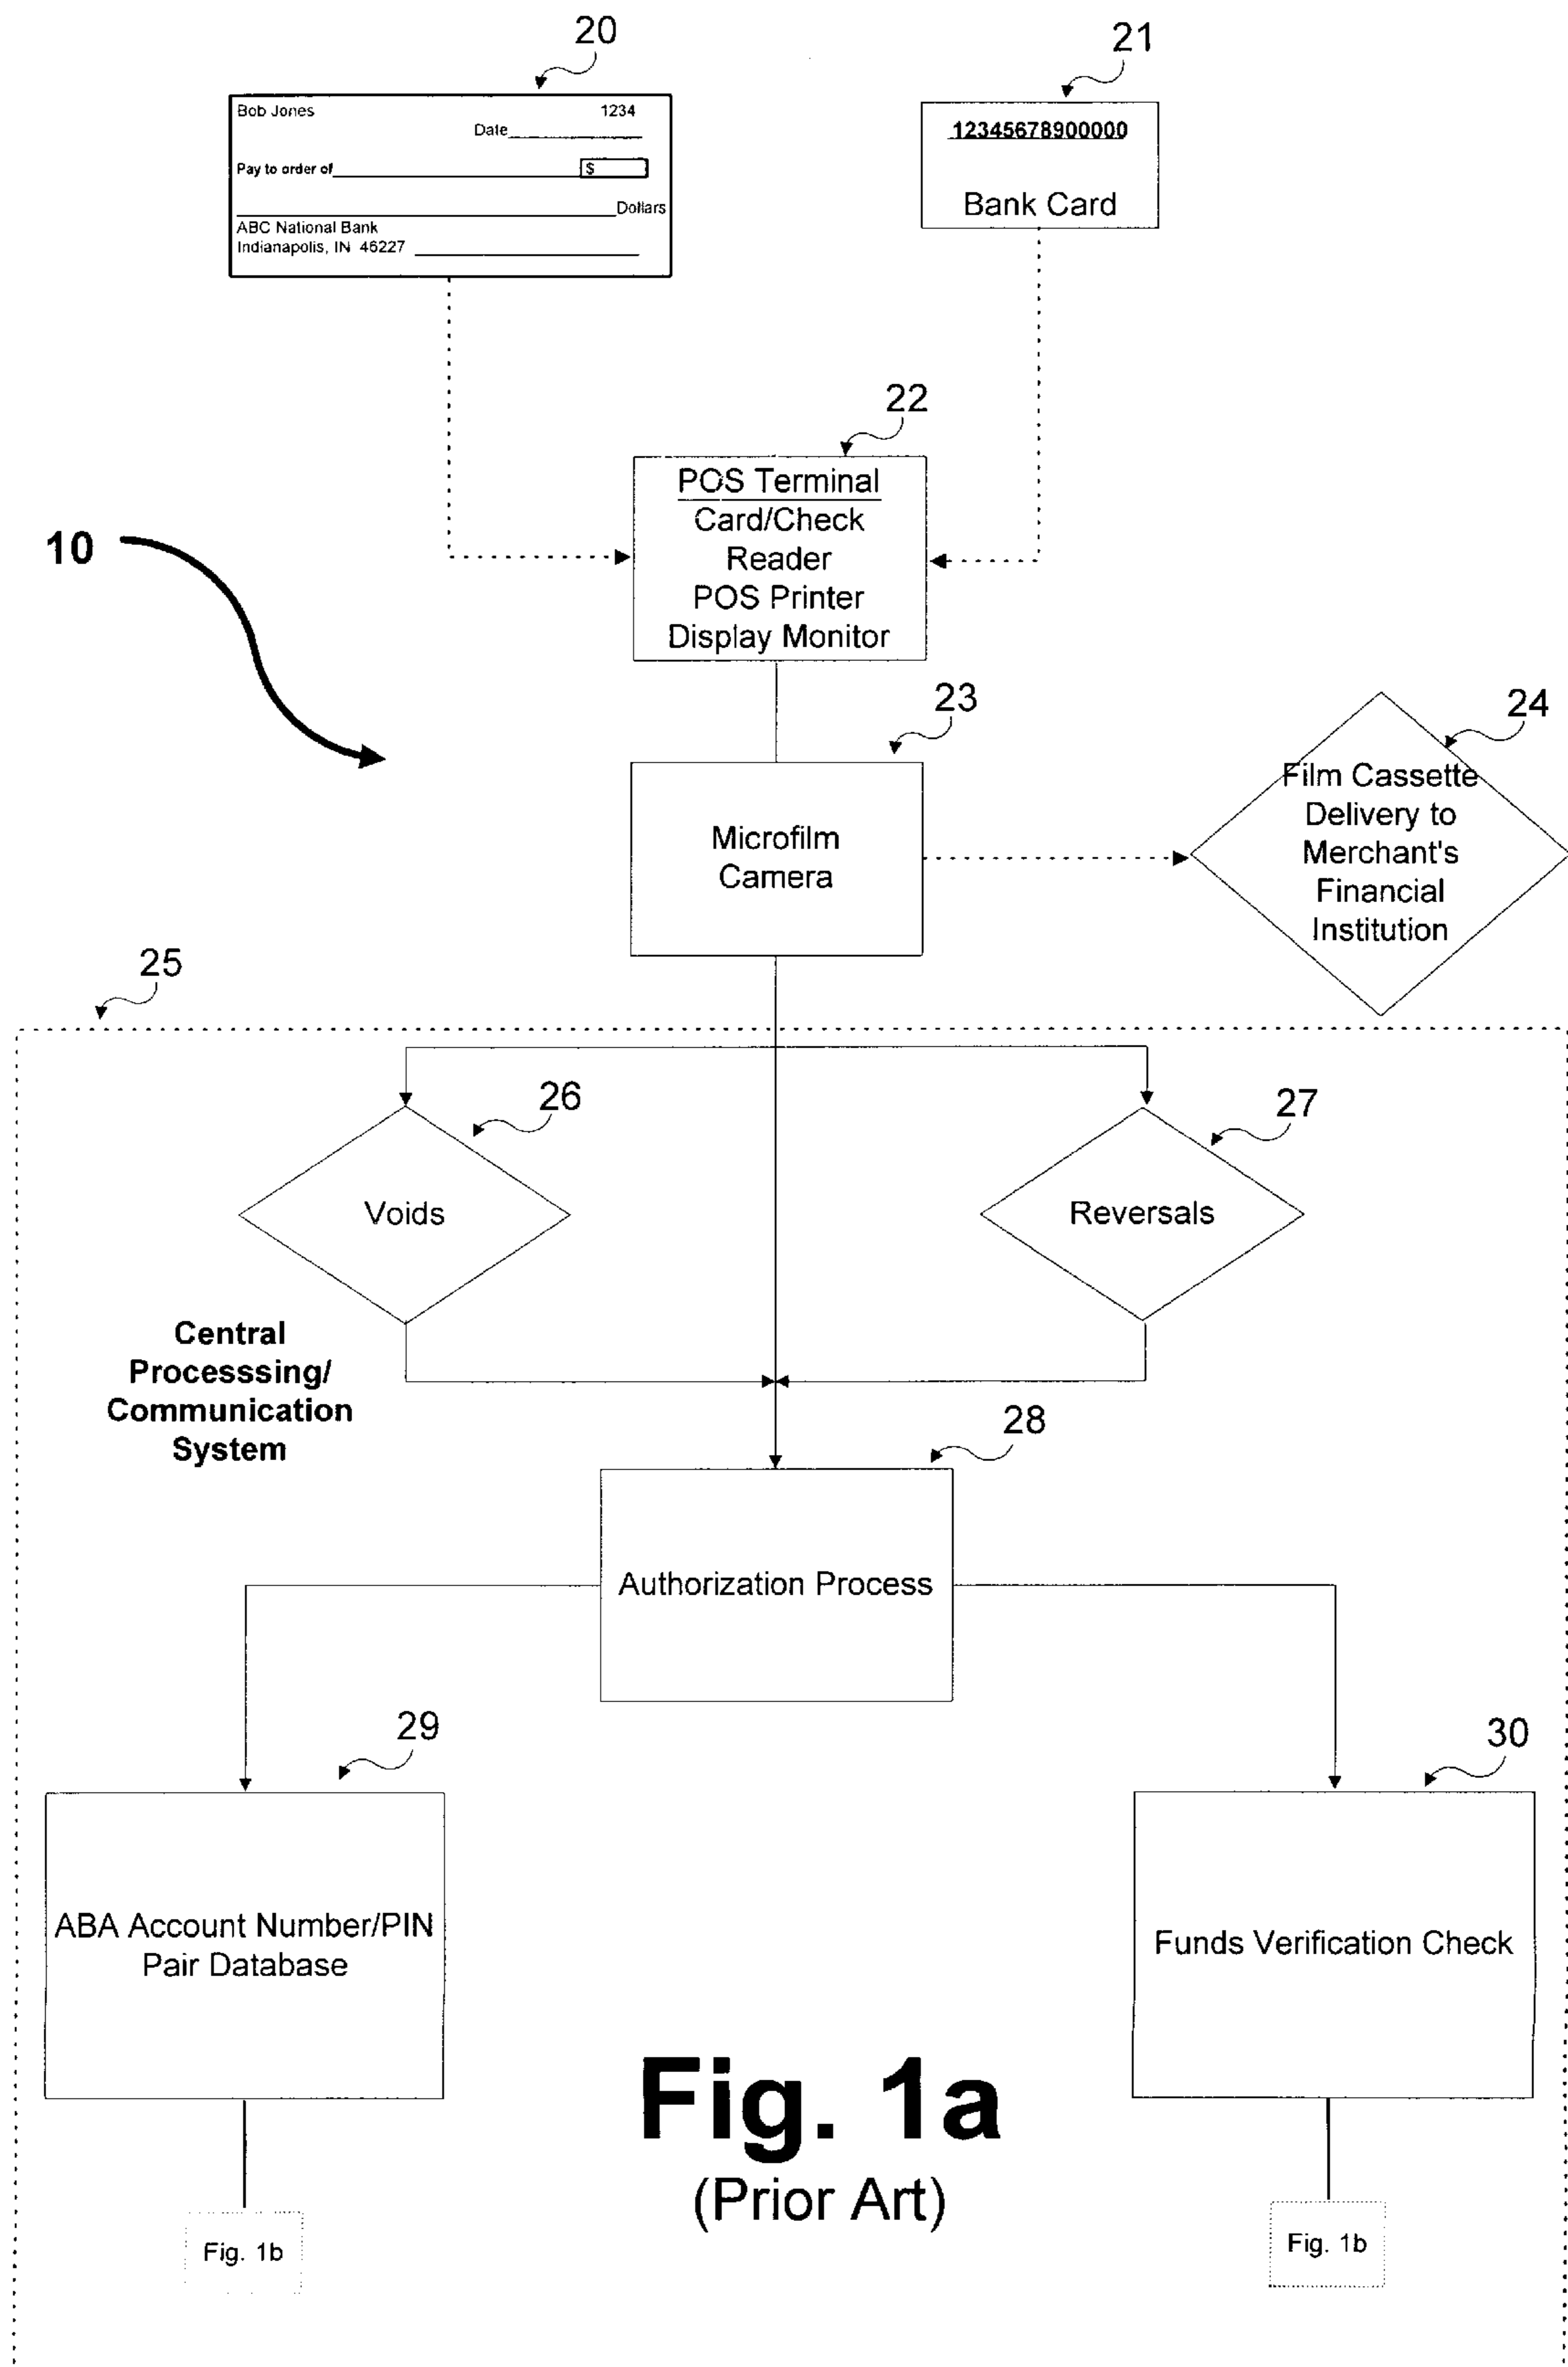 20
21
Bob Jones 1234
Date
Pay to order of $
Dollars
ABC National Bank
Indianapolis, IN 46227
12345678900000
Bank Card
22
POS Terminal
Card/Check
Reader
POS Printer
Display Monitor
10
23
Microfilm
Camera
24
Film Cassette
Delivery to
Merchant's
Financial
Institution
25
26
Voids
27
Reversals
Central
Processsing/
Communication
System
28
Authorization Process
29
ABA Account Number/PIN
Pair Database
30
Funds Verification Check
Fig. 1b
Fig. 1b
Fig. 1a
(Prior Art)